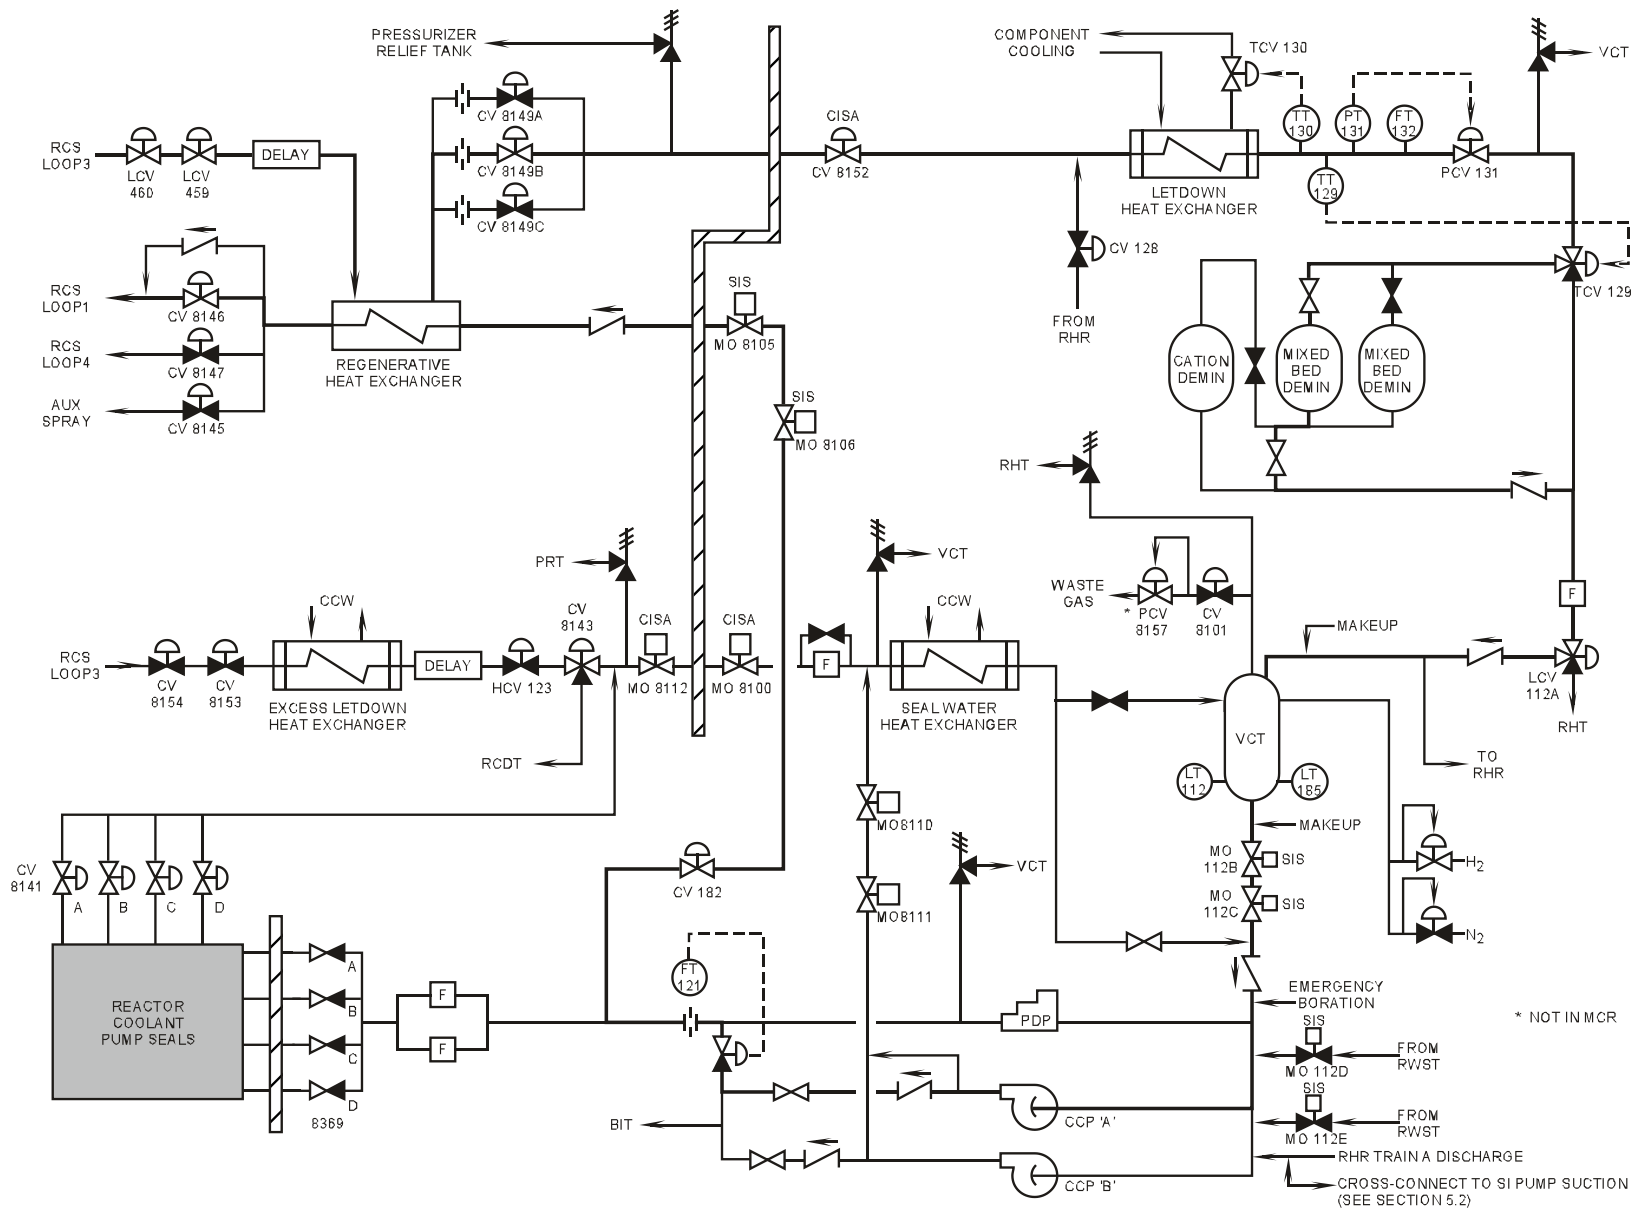 PRESSURIZER
RELIEF TANK
COMPONENT
COOLING
TCV 130
VCT
CV 8149A
RCS
LOOP3
LCV
460
LCV
459
DELAY
CV 8149B
CISA
CV 8152
TT
130
PT
131
FT
132
PCV 131
TT
129
LETDOWN
HEAT EXCHANGER
CV 8149C
CV 128
FROM
RHR
TCV 129
RCS
LOOP1
CV 8146
RCS
LOOP4
CV 8147
AUX
SPRAY
CV 8145
REGENERATIVE
HEAT EXCHANGER
SIS
MO 8105
SIS
MO 8106
CATION
DEMIN
MIXED
BED
DEMIN
MIXED
BED
DEMIN
RHT
PRT
VCT
WASTE
GAS
* PCV
8157
CV
8101
F
MAKEUP
LCV
112A
RHT
RCS
LOOP3
CV
8154
CV
8153
CCW
EXCESS LETDOWN
HEAT EXCHANGER
DELAY
HCV 123
CV
8143
CISA
MO 8112
CISA
MO 8100
F
CCW
SEAL WATER
HEAT EXCHANGER
RCDT
VCT
LT
112
LT
185
TO
RHR
MAKEUP
MO
112B
SIS
MO
112C
SIS
H2
N2
MO8110
MO8111
VCT
CV 182
CV
8141
A
B
C
D
REACTOR
COOLANT
PUMP SEALS
A
B
C
D
8369
F
F
FT
121
PDP
BIT
CCP 'A'
CCP 'B'
EMERGENCY
BORATION
SIS
MO 112D
FROM
RWST
SIS
MO 112E
FROM
RWST
* NOT IN MCR
RHR TRAIN A DISCHARGE
CROSS-CONNECT TO SI PUMP SUCTION
(SEE SECTION 5.2)